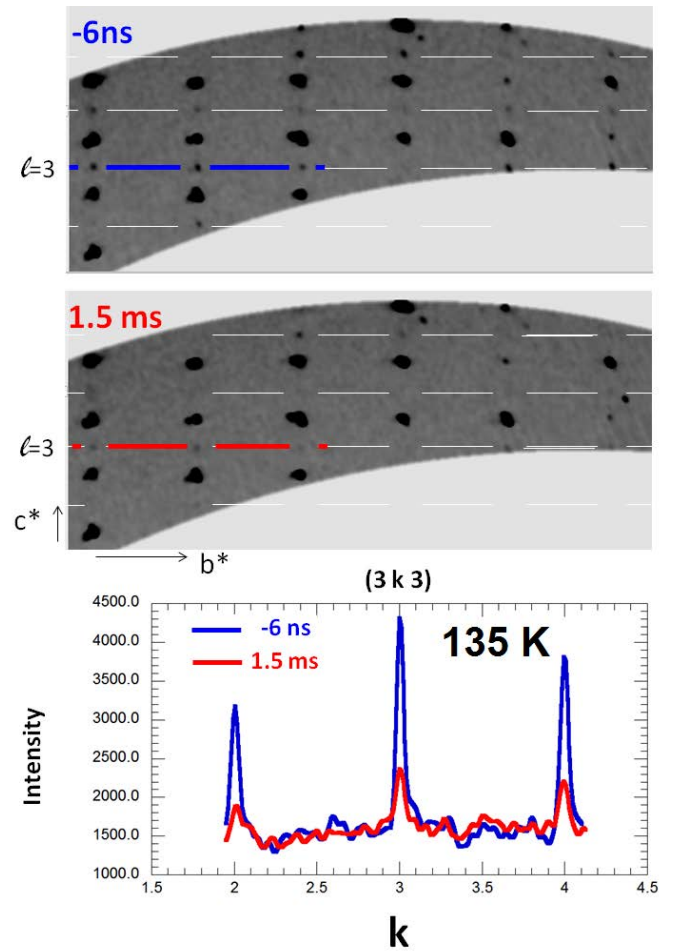 -6ns
ℓ=3
1.5 ms
ℓ=3
c*
b*
(3 k 3)
4500.0
4000.0
3500.0
3000.0
2500.0
2000.0
1500.0
1000.0
Intensity
-6 ns
1.5 ms
135 K
1.5
2
2.5
3
3.5
4
4.5
k